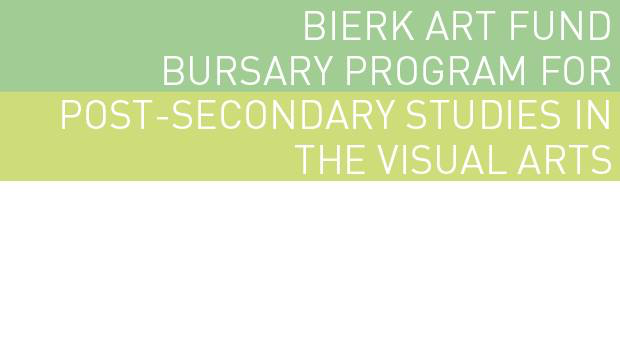 BIERK ART FUND
BURSARY PROGRAM FOR
POST-SECONDARY STUDIES IN
THE VISUAL ARTS